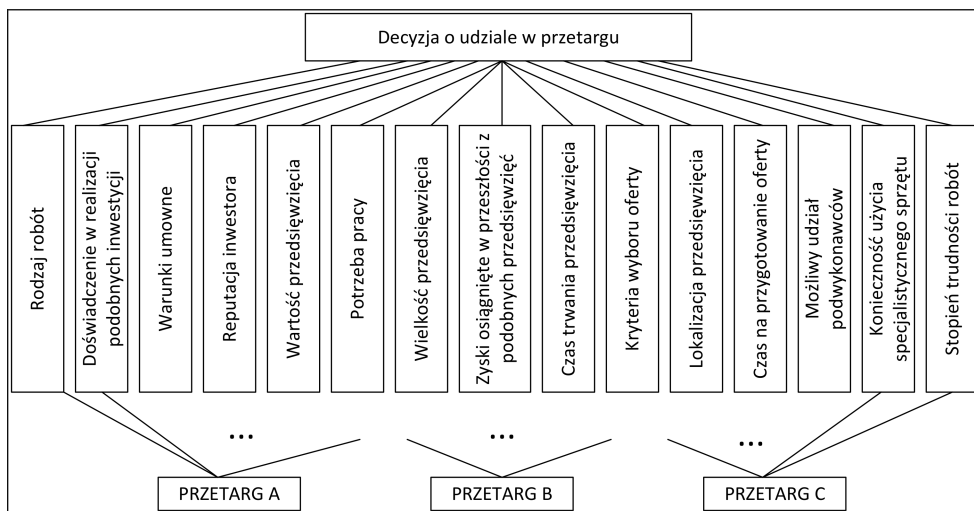 Decyzja o udziale w przetargu
Rodzaj robót
Doświadczenie w realizacji
podobnych inwestycji
Warunki umowne
Reputacja inwestora
Wartość przedsięwzięcia
Potrzeba pracy
Wielkość przedsięwzięcia
Zyski osiągnięte w przeszłości z
podobnych przedsięwzięć
Czas trwania przedsięwzięcia
Kryteria wyboru oferty
Lokalizacja przedsięwzięcia
Czas na przygotowanie oferty
Możliwy udział
podwykonawców
Konieczność użycia
specjalistycznego sprzętu
Stopień trudności robót
... ... ...
PRZETARG A
PRZETARG B
PRZETARG C